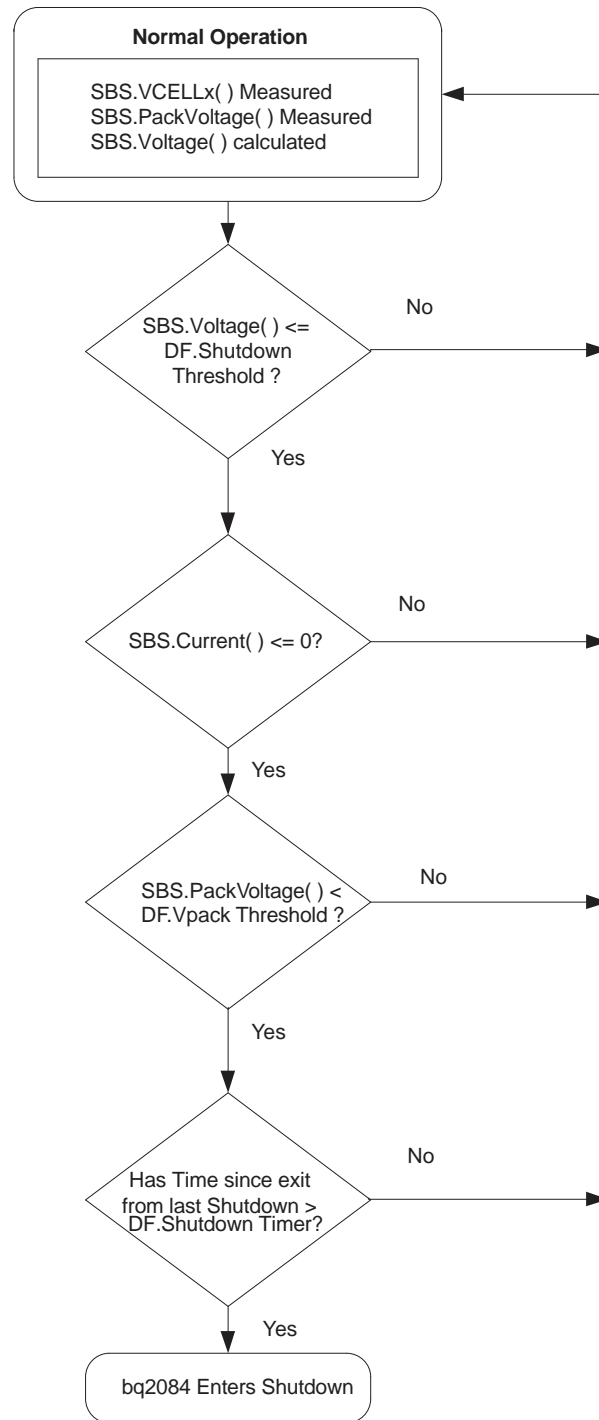 Normal Operation
SBS.VCELLx( ) Measured
SBS.PackVoltage( ) Measured
SBS.Voltage( ) calculated
SBS.Voltage( ) <=
DF.Shutdown
Threshold ?
No
Yes
SBS.Current( ) <= 0?
No
Yes
SBS.PackVoltage( ) <
DF.Vpack Threshold ?
No
Yes
Has Time since exit
from last Shutdown >
DF.Shutdown Timer?
No
Yes
bq2084 Enters Shutdown